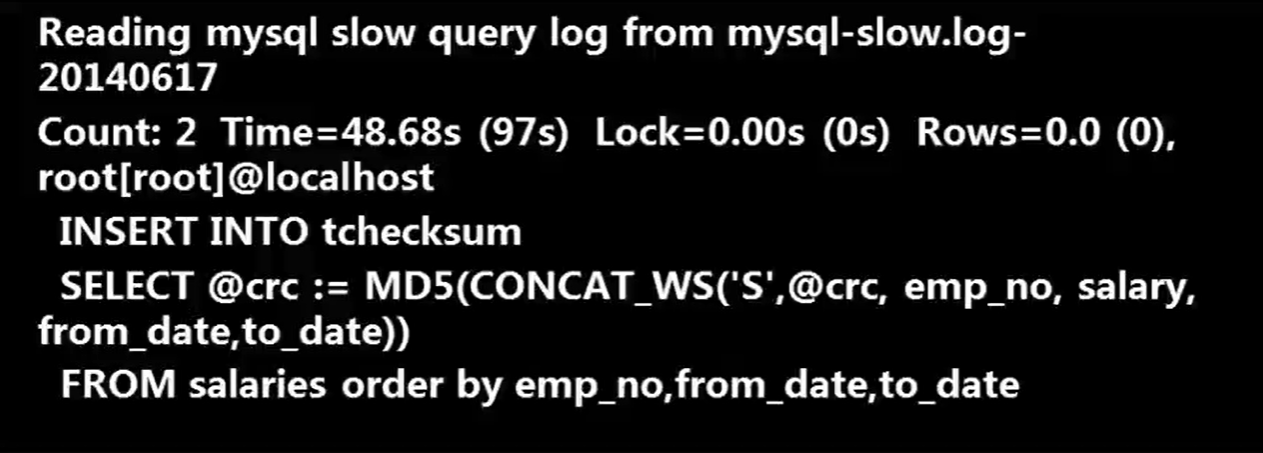 Reading mysql slow query log from mysql-slow.log-
20140617
Count: 2  Time=48.68s (97s)  Lock=0.00s (0s)  Rows=0.0 (0),
root[root]@localhost
INSERT INTO tchecksum
SELECT @crc := MD5(CONCAT_WS('S',@crc, emp_no, salary,
from_date,to_date))
FROM salaries order by emp_no,from_date,to_date